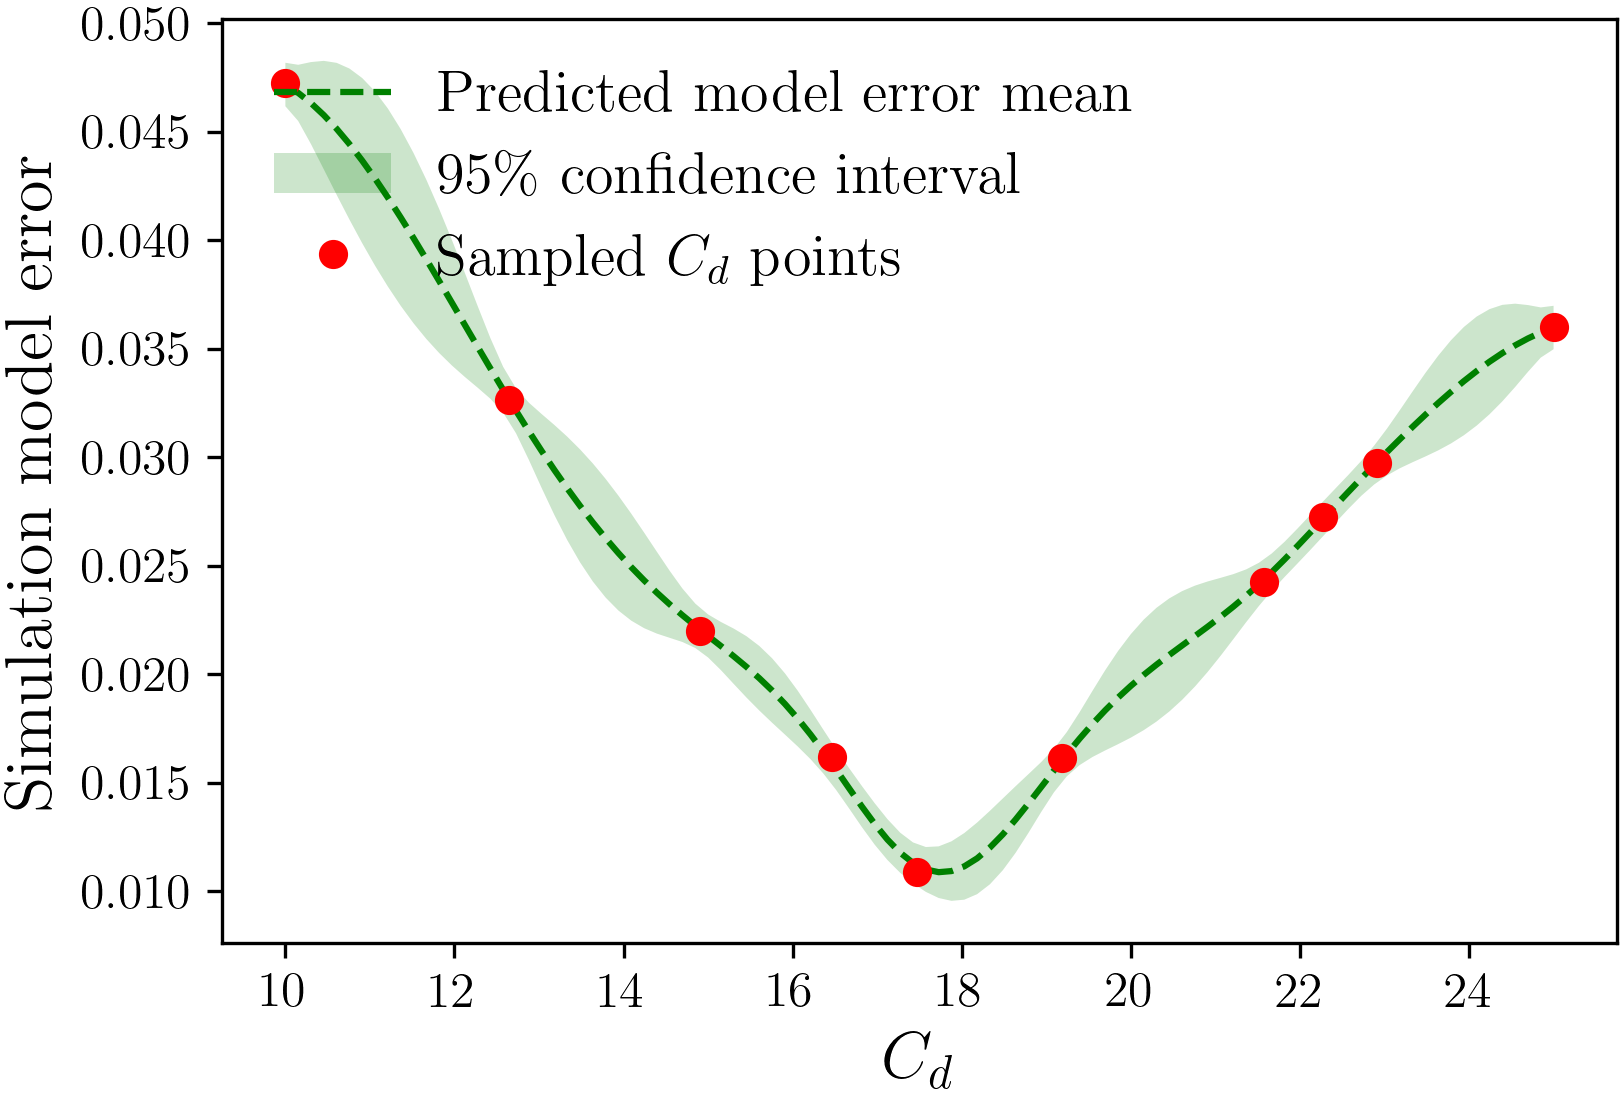 0.050
0.045
0.040
0.035
0.030
0.025
0.020
0.015
0.010
Simulation model error
Predicted model error mean
95% confidence interval
Sampled C_d points
10 12 14 16 18 20 22 24
C_d